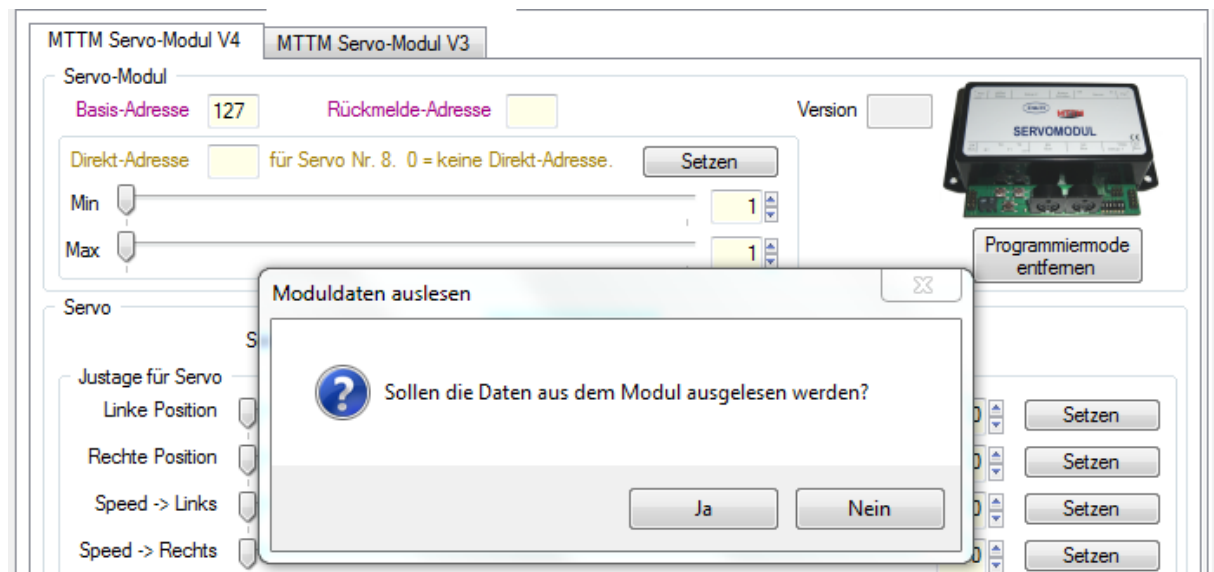 MTTM Servo-Modul V4 MTTM Servo-Modul V3
Servo-Modul
Basis-Adresse 127 Rückmelde-Adresse Version
SERVOMODUL
Direkt-Adresse für Servo Nr. 8. 0 = keine Direkt-Adresse. Setzen
Min 1
Max 1
Programmiermode
entfernen
Moduldaten auslesen
Servo
Sollen die Daten aus dem Modul ausgelesen werden?
Justage für Servo
Linke Position Setzen
Rechte Position Setzen
Speed -> Links Setzen
Ja Nein
Speed -> Rechts Setzen